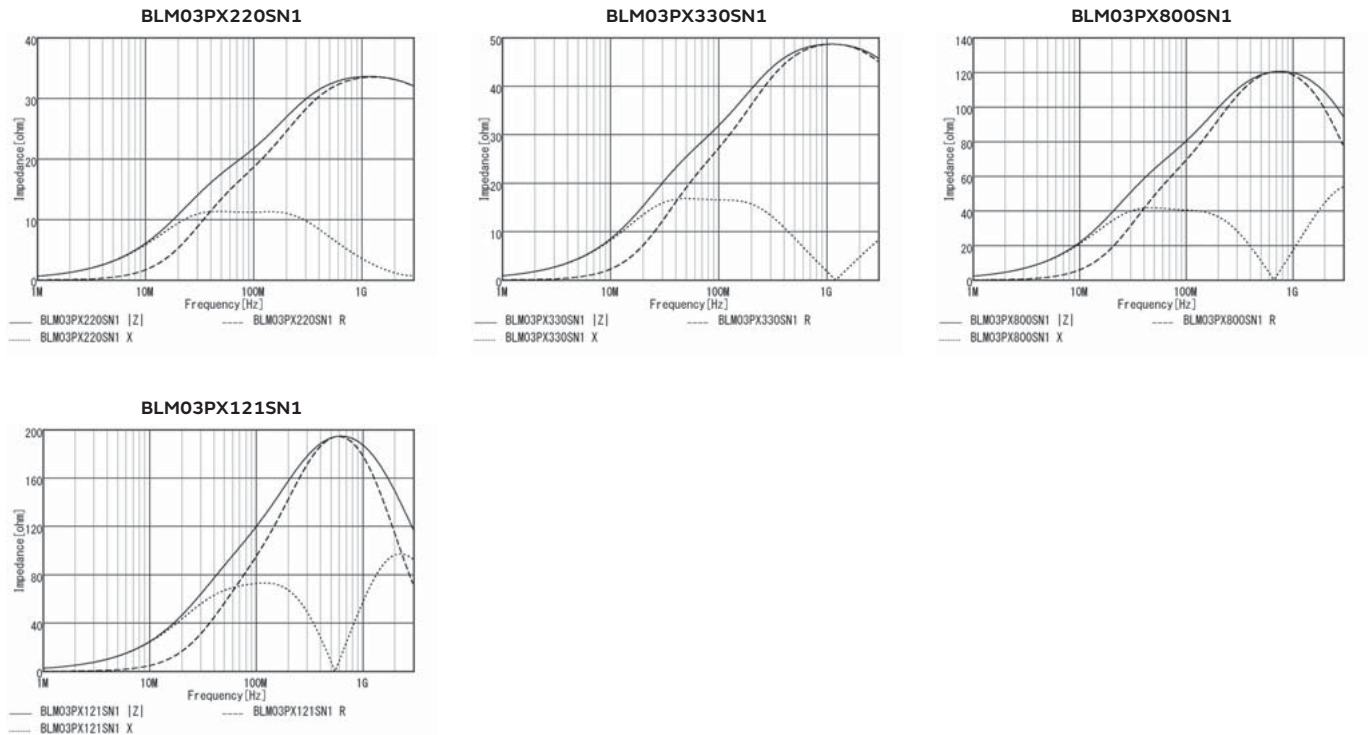 BLM03PX220SN1
40
30
20
10
0
Impedance[ohm]
1M
10M
100M
1G
Frequency[Hz]
BLM03PX220SN1 |Z|
BLM03PX220SN1 R
BLM03PX220SN1 X
BLM03PX330SN1
50
40
30
20
10
0
Impedance[ohm]
1M
10M
100M
1G
Frequency[Hz]
BLM03PX330SN1 |Z|
BLM03PX330SN1 R
BLM03PX330SN1 X
BLM03PX800SN1
140
120
100
80
60
40
20
0
Impedance[ohm]
1M
10M
100M
1G
Frequency[Hz]
BLM03PX800SN1 |Z|
BLM03PX800SN1 R
BLM03PX800SN1 X
BLM03PX121SN1
200
160
120
80
40
0
Impedance[ohm]
1M
10M
100M
1G
Frequency[Hz]
BLM03PX121SN1 |Z|
BLM03PX121SN1 R
BLM03PX121SN1 X